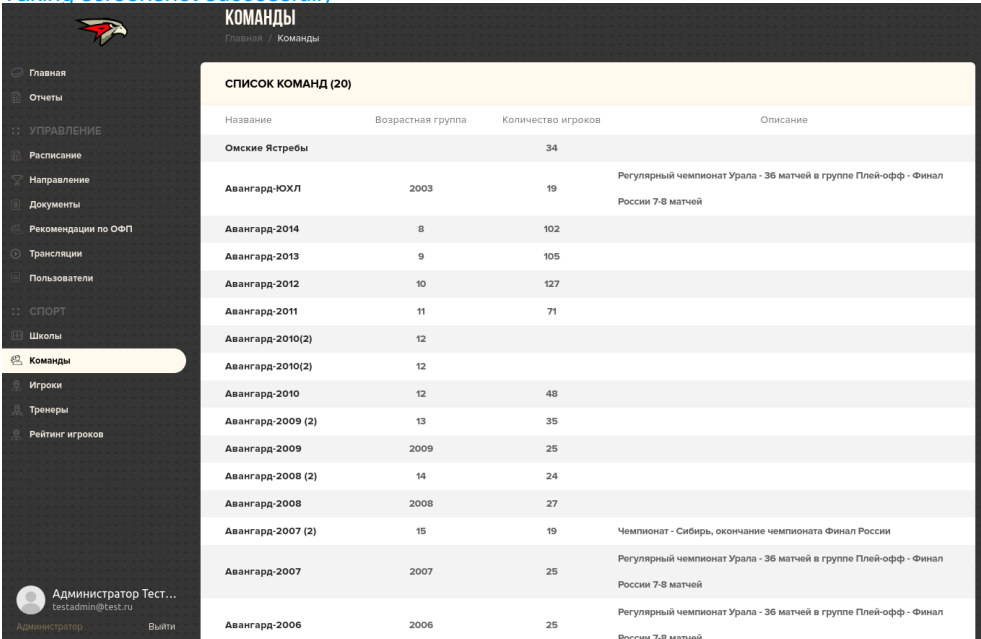 Taking screenshot successfully
КОМАНДЫ
Главная / Команды
Главная
Отчеты
:: УПРАВЛЕНИЕ
Расписание
Направление
Документы
Рекомендации по ОФП
Трансляции
Пользователи
:: СПОРТ
Школы
Команды
Игроки
Тренеры
Рейтинг игроков
Администратор Тест...
testadmin@test.ru
Администратор Выйти
СПИСОК КОМАНД (20)
Название Возрастная группа Количество игроков Описание
Омские Ястребы 34
Авангард-ЮХЛ 2003 19 Регулярный чемпионат Урала - 36 матчей в группе Плей-офф - Финал
России 7-8 матчей
Авангард-2014 8 102
Авангард-2013 9 105
Авангард-2012 10 127
Авангард-2011 11 71
Авангард-2010(2) 12
Авангард-2010(2) 12
Авангард-2010 12 48
Авангард-2009 (2) 13 35
Авангард-2009 2009 25
Авангард-2008 (2) 14 24
Авангард-2008 2008 27
Авангард-2007 (2) 15 19 Чемпионат - Сибирь, окончание чемпионата Финал России
Авангард-2007 2007 25 Регулярный чемпионат Урала - 36 матчей в группе Плей-офф - Финал
России 7-8 матчей
Авангард-2006 2006 25 Регулярный чемпионат Урала - 36 матчей в группе Плей-офф - Финал
России 7-8 матчей